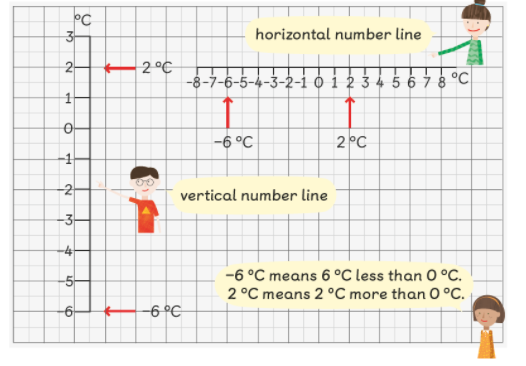 °C
horizontal number line
3
2
2 °C
-8 -7 -6 -5 -4 -3 -2 -1 0 1 2 3 4 5 6 7 8 °C
1
0
−6 °C
2 °C
−1
−2
vertical number line
−3
−4
−5
−6 °C means 6 °C less than 0 °C.
2 °C means 2 °C more than 0 °C.
−6
−6 °C